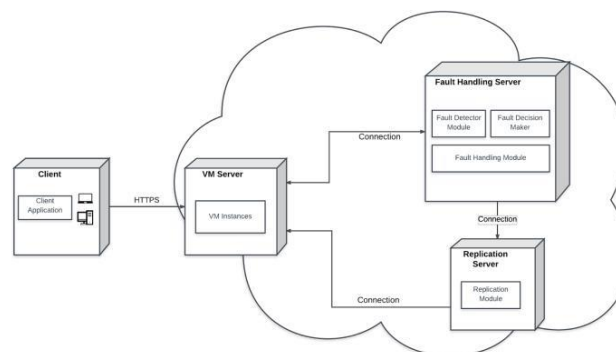 Client
Client
Application
HTTPS
VM Server
VM Instances
Connection
Fault Handling Server
Fault Detector
Module
Fault Decision
Maker
Fault Handling Module
Connection
Replication
Server
Replication
Module
Connection